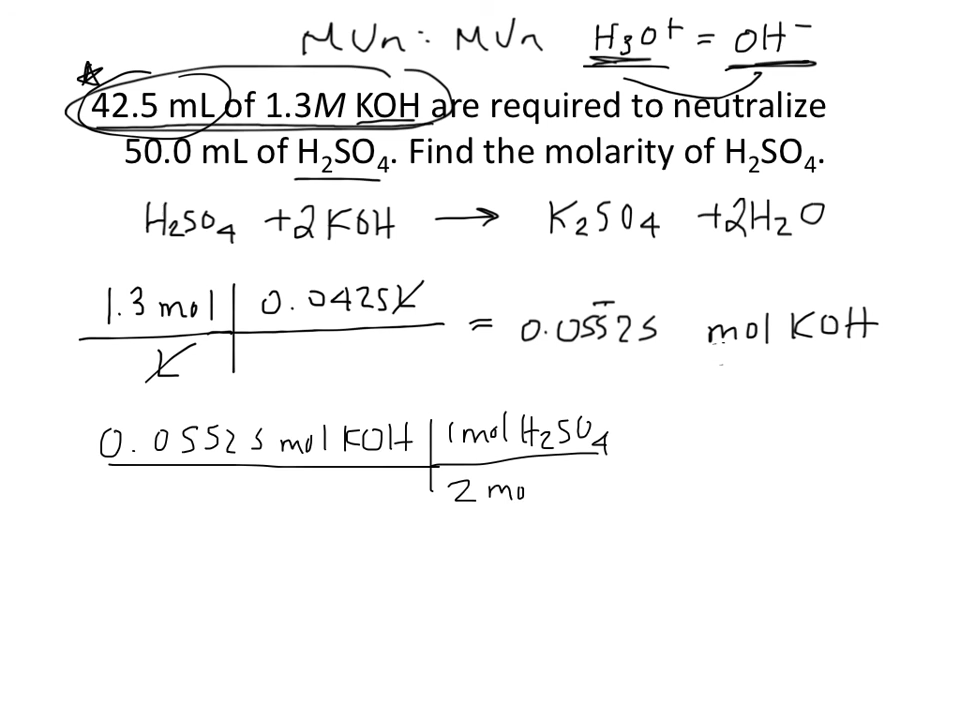 MVn = MVn H3O+ = OH−
42.5 mL of 1.3M KOH are required to neutralize
50.0 mL of H2SO4. Find the molarity of H2SO4.
H2SO4 + 2KOH → K2SO4 + 2H2O
1.3 mol | 0.0425 L
L
= 0.05525 mol KOH
0.05525 mol KOH | 1 mol H2SO4
2 mo